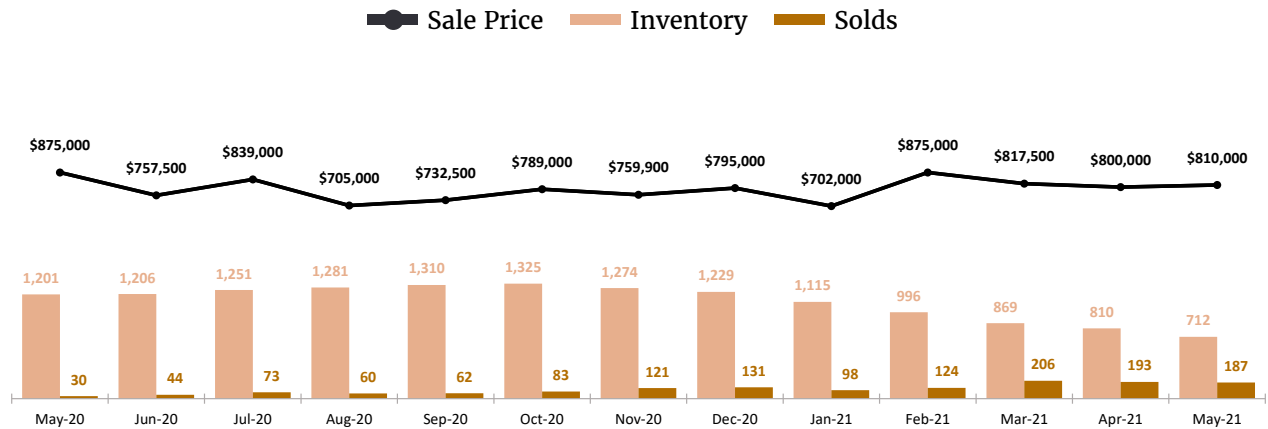 Sale Price Inventory Solds
$875,000 $757,500 $839,000 $705,000 $732,500 $789,000 $759,900 $795,000 $702,000 $875,000 $817,500 $800,000 $810,000
1,201 1,206 1,251 1,281 1,310 1,325 1,274 1,229 1,115 996 869 810 712
30 44 73 60 62 83 121 131 98 124 206 193 187
May-20 Jun-20 Jul-20 Aug-20 Sep-20 Oct-20 Nov-20 Dec-20 Jan-21 Feb-21 Mar-21 Apr-21 May-21